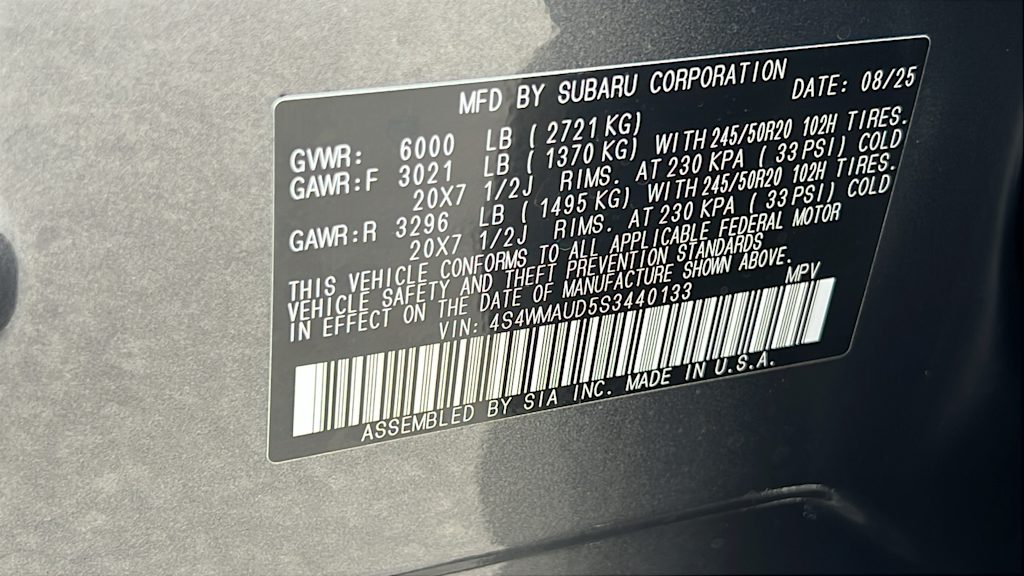 MFD BY SUBARU CORPORATION DATE: 08/25
GVWR: 6000 LB ( 2721 KG)
GAWR:F 3021 LB ( 1370 KG) WITH 245/50R20 102H TIRES.
20X7 1/2J RIMS. AT 230 KPA ( 33 PSI) COLD
GAWR:R 3296 LB ( 1495 KG) WITH 245/50R20 102H TIRES.
20X7 1/2J RIMS. AT 230 KPA ( 33 PSI) COLD
THIS VEHICLE CONFORMS TO ALL APPLICABLE FEDERAL MOTOR
VEHICLE SAFETY AND THEFT PREVENTION STANDARDS
IN EFFECT ON THE DATE OF MANUFACTURE SHOWN ABOVE.
VIN: 4S4WMAUD5S3440133 MPV
ASSEMBLED BY SIA INC. MADE IN U.S.A.